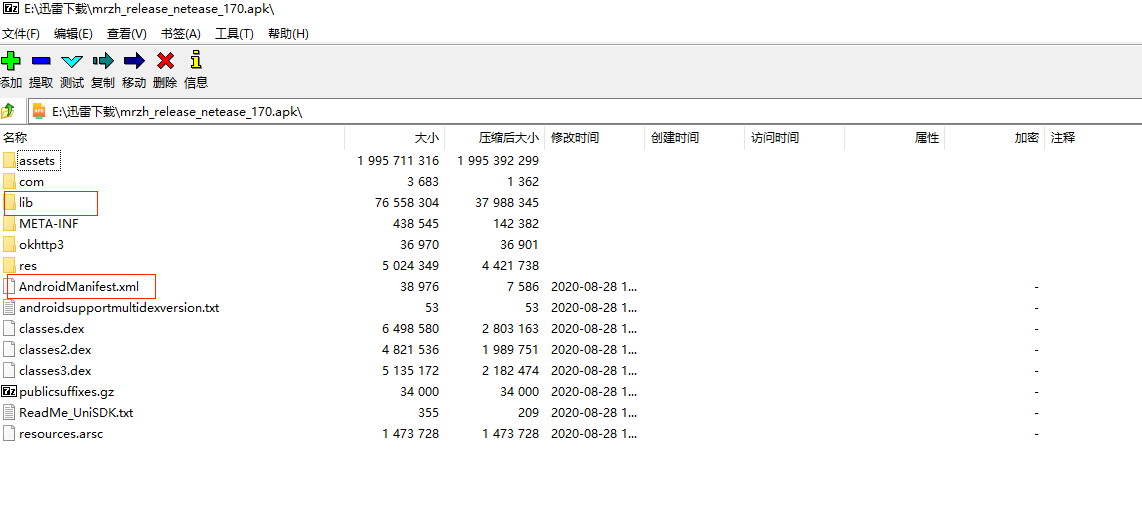 E:\迅雷下载\mrzh_release_netease_170.apk\
文件(F) 编辑(E) 查看(V) 书签(A) 工具(T) 帮助(H)
添加 提取 测试 复制 移动 删除 信息
E:\迅雷下载\mrzh_release_netease_170.apk\
名称 大小 压缩后大小 修改时间 创建时间 访问时间 属性 加密 注释
assets 1 995 711 316 1 995 392 299
com 3 683 1 362
lib 76 558 304 37 988 345
META-INF 438 545 142 382
okhttp3 36 970 36 901
res 5 024 349 4 421 738
AndroidManifest.xml 38 976 7 586 2020-08-28 1... -
androidsupportmultidexversion.txt 53 53 2020-08-28 1... -
classes.dex 6 498 580 2 803 163 2020-08-28 1... -
classes2.dex 4 821 536 1 989 751 2020-08-28 1... -
classes3.dex 5 135 172 2 182 474 2020-08-28 1... -
publicsuffixes.gz 34 000 34 000 2020-08-28 1... -
ReadMe_UniSDK.txt 355 209 2020-08-28 1... -
resources.arsc 1 473 728 1 473 728 2020-08-28 1... -